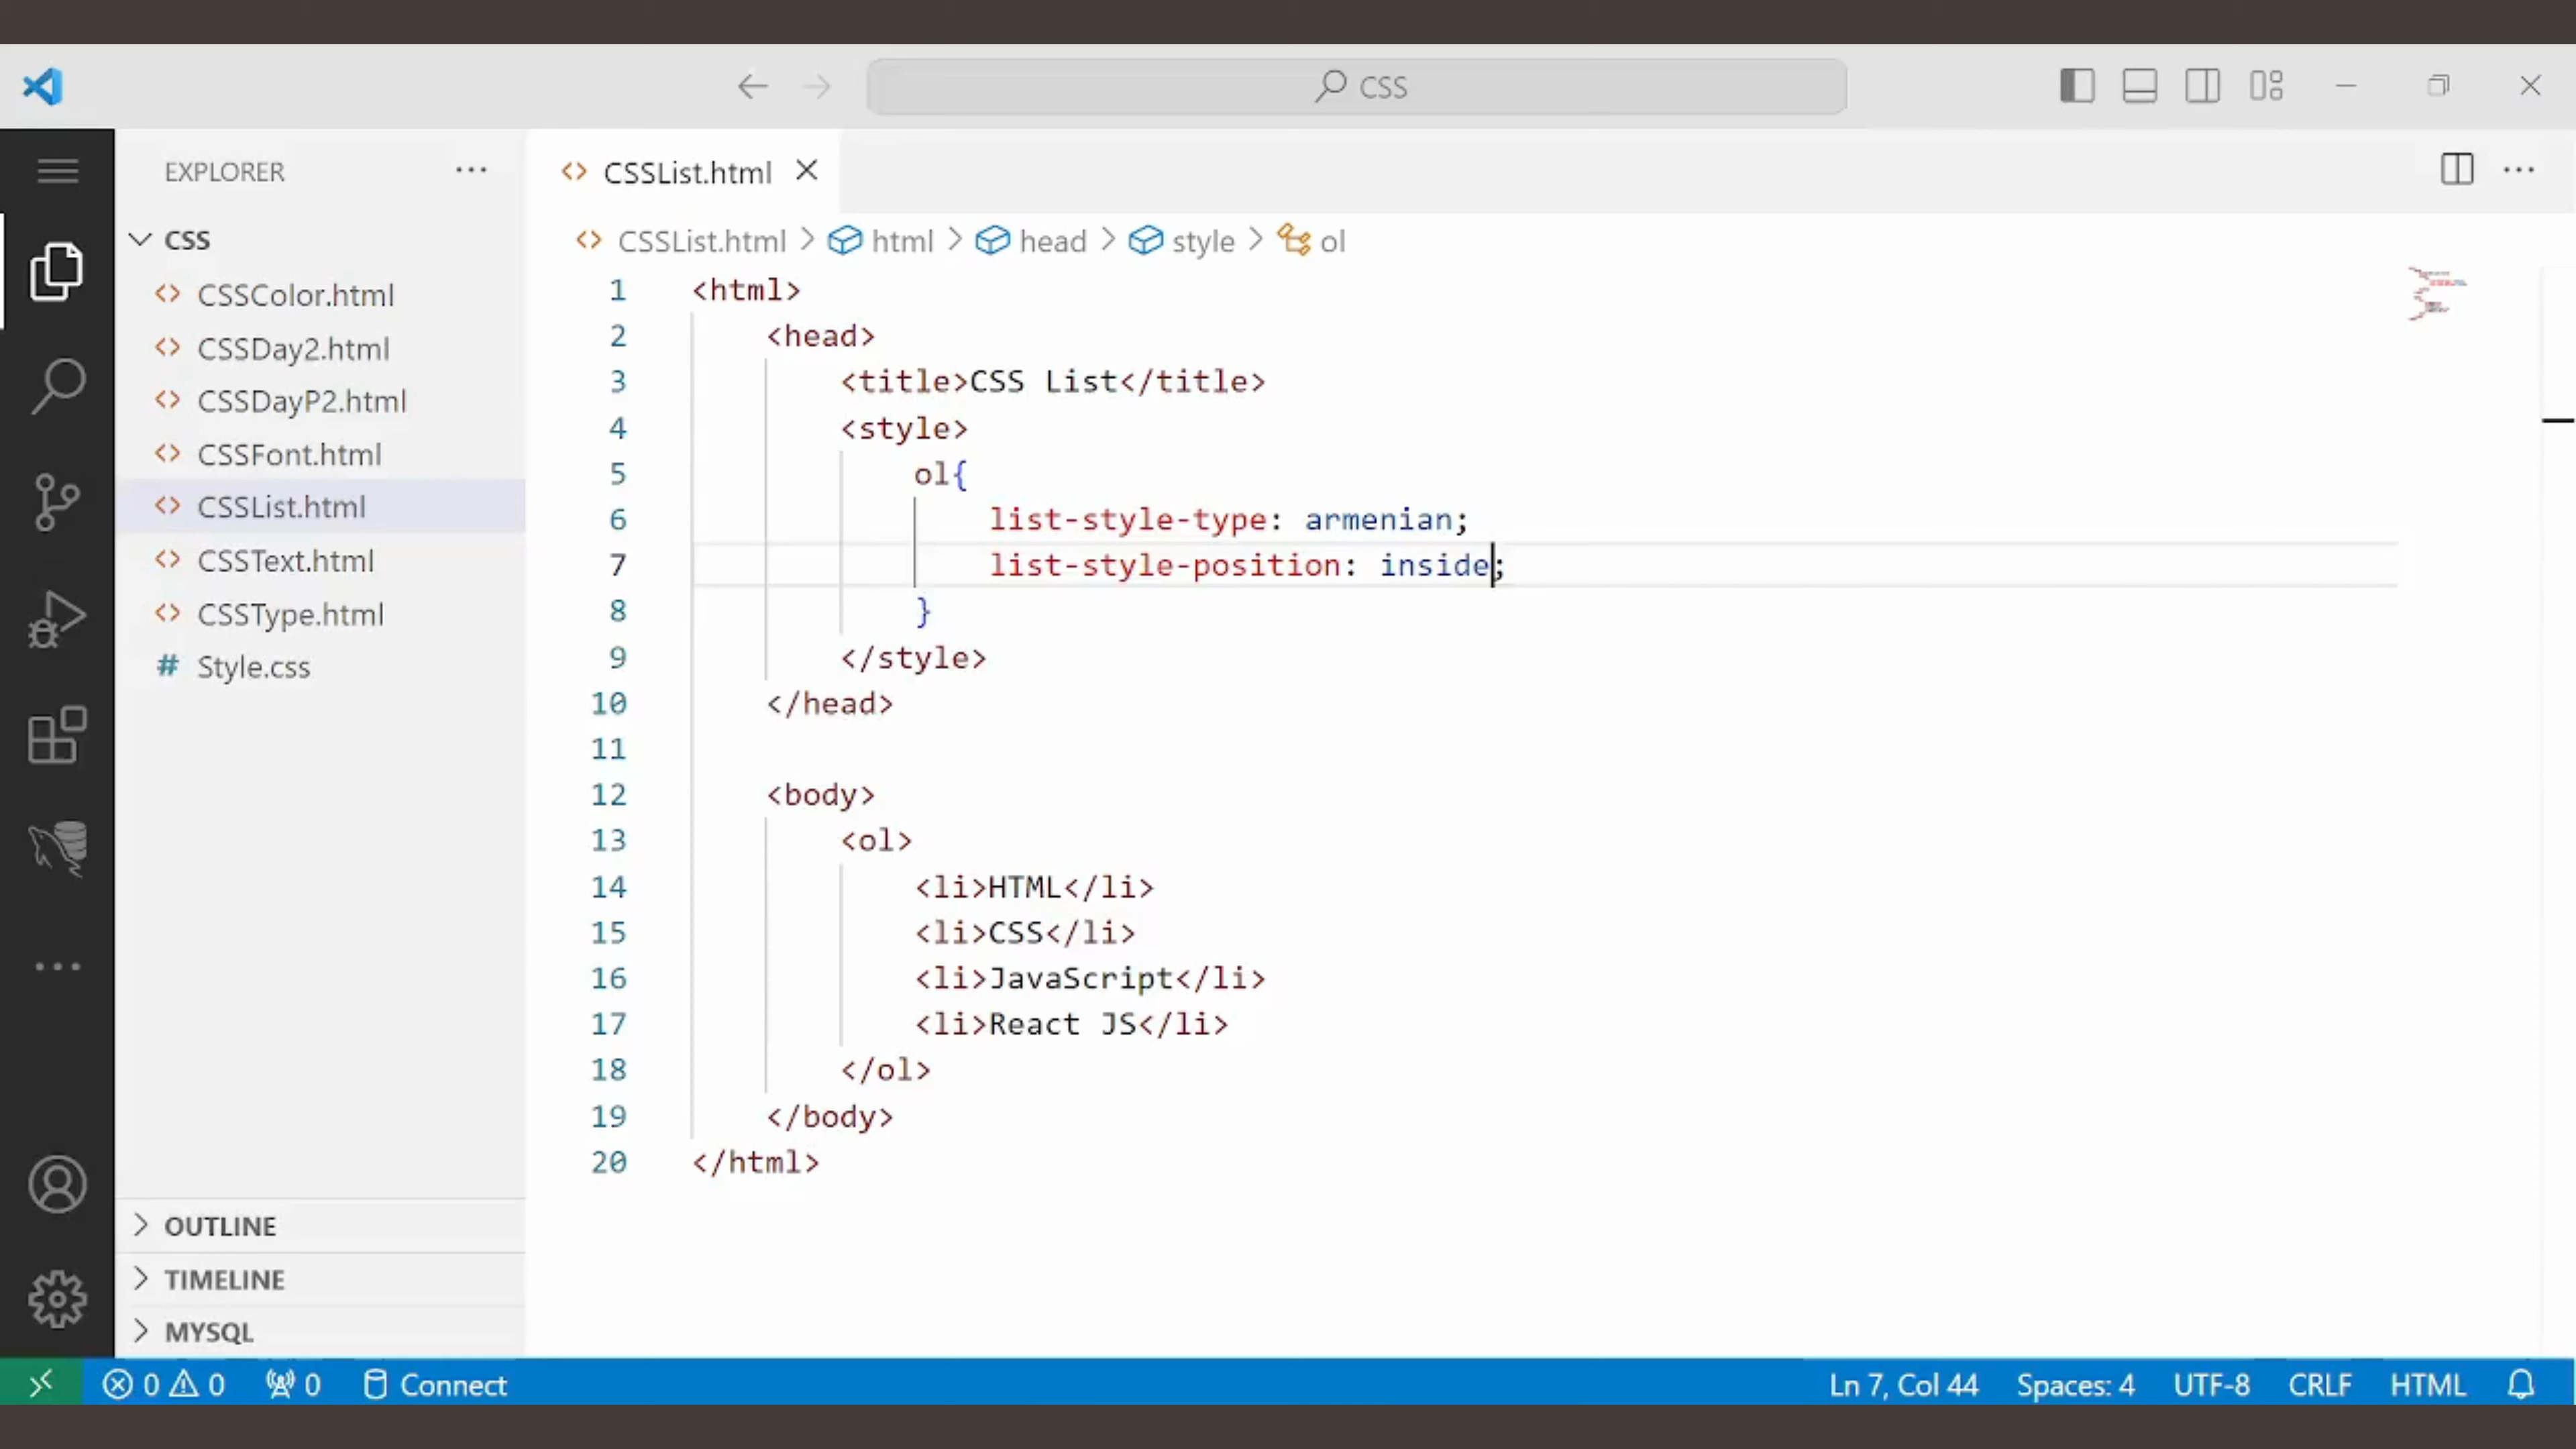 CSS
EXPLORER
CSS
CSSColor.html
CSSDay2.html
CSSDayP2.html
CSSFont.html
CSSList.html
CSSText.html
CSSType.html
# Style.css
OUTLINE
TIMELINE
MYSQL
CSSList.html
CSSList.html > html > head > style > ol
1 <html>
2 <head>
3 <title>CSS List</title>
4 <style>
5 ol{
6 list-style-type: armenian;
7 list-style-position: inside;
8 }
9 </style>
10 </head>
11
12 <body>
13 <ol>
14 <li>HTML</li>
15 <li>CSS</li>
16 <li>JavaScript</li>
17 <li>React JS</li>
18 </ol>
19 </body>
20 </html>
0 0 0 Connect Ln 7, Col 44 Spaces: 4 UTF-8 CRLF HTML